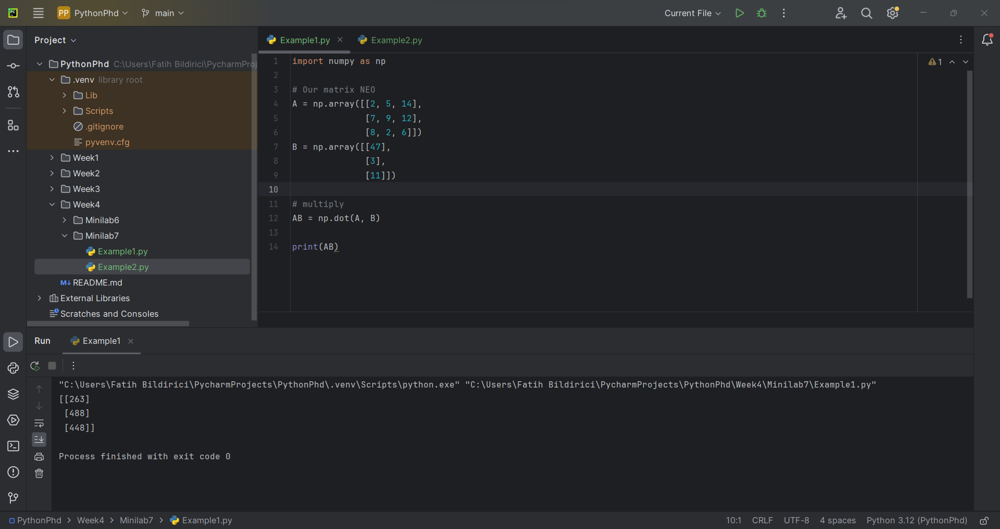 PC PP PythonPhd main Current File
Project
PythonPhd C:\Users\Fatih Bildirici\PycharmProj
.venv library root
Lib
Scripts
.gitignore
pyvenv.cfg
Week1
Week2
Week3
Week4
Minilab6
Minilab7
Example1.py
Example2.py
M↓ README.md
External Libraries
Scratches and Consoles
Example1.py Example2.py
1
1 import numpy as np
2
3 # Our matrix NEO
4 A = np.array([[2, 5, 14],
5 [7, 9, 12],
6 [8, 2, 6]])
7 B = np.array([[47],
8 [3],
9 [11]])
10
11 # multiply
12 AB = np.dot(A, B)
13
14 print(AB)
Run Example1
"C:\Users\Fatih Bildirici\PycharmProjects\PythonPhd\.venv\Scripts\python.exe" "C:\Users\Fatih Bildirici\PycharmProjects\PythonPhd\Week4\Minilab7\Example1.py"
[[263]
[488]
[448]]
Process finished with exit code 0
PythonPhd > Week4 > Minilab7 > Example1.py 10:1 CRLF UTF-8 4 spaces Python 3.12 (PythonPhd)